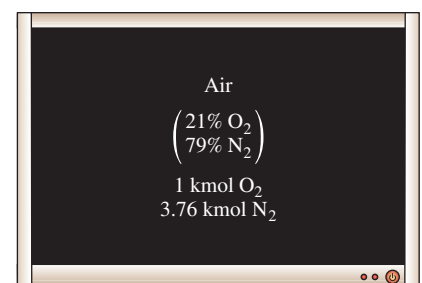 Air
(21% O₂
79% N₂)
1 kmol O₂
3.76 kmol N₂